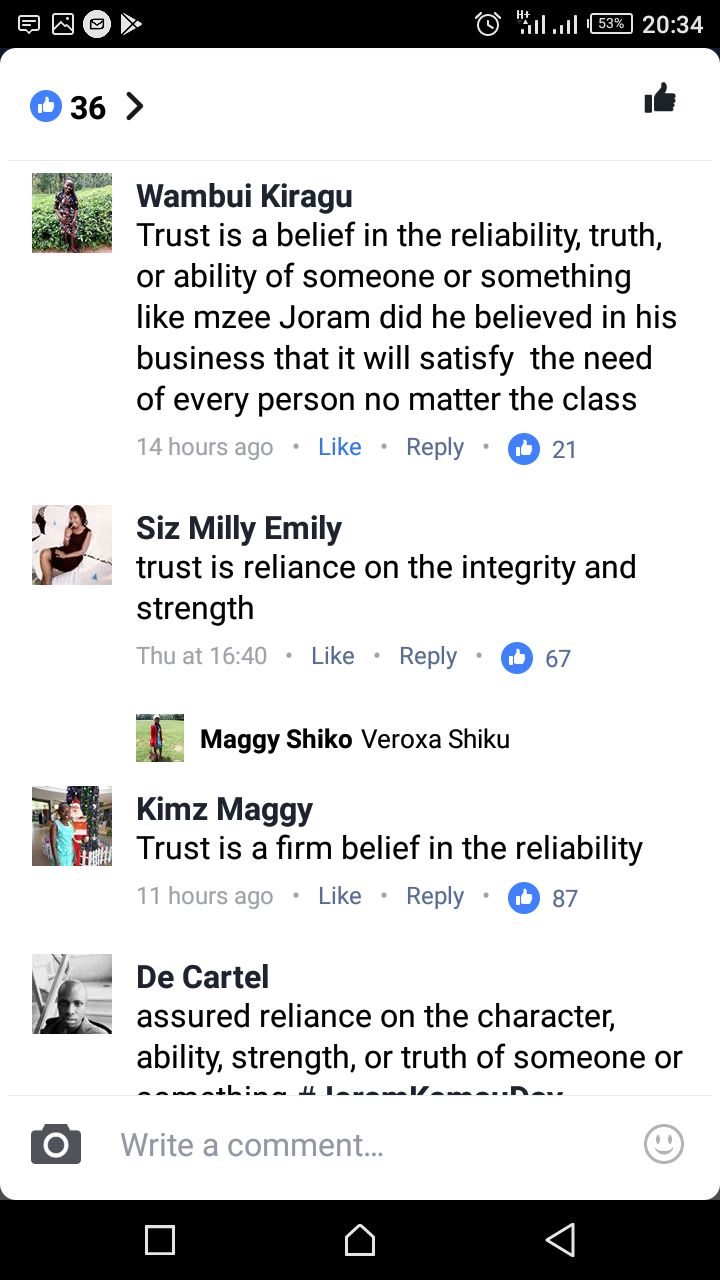 H+
53%
20:34
36
Wambui Kiragu
Trust is a belief in the reliability, truth,
or ability of someone or something
like mzee Joram did he believed in his
business that it will satisfy  the need
of every person no matter the class
14 hours ago • Like • Reply • 21
Siz Milly Emily
trust is reliance on the integrity and
strength
Thu at 16:40 • Like • Reply • 67
Maggy Shiko Veroxa Shiku
Kimz Maggy
Trust is a firm belief in the reliability
11 hours ago • Like • Reply • 87
De Cartel
assured reliance on the character,
ability, strength, or truth of someone or
something #JoramKamauDay
Write a comment...